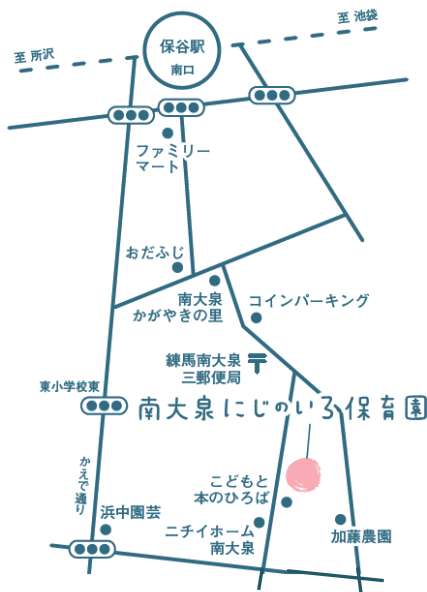 至 池袋
保谷駅
南口
至 所沢
ファミリー
マート
おだふじ
南大泉
かがやきの里
コインパーキング
練馬南大泉
三郵便局
〒
東小学校東
南大泉にじのいろ保育園
かえで通り
こどもと
本のひろば
浜中園芸
ニチイホーム
南大泉
加藤農園